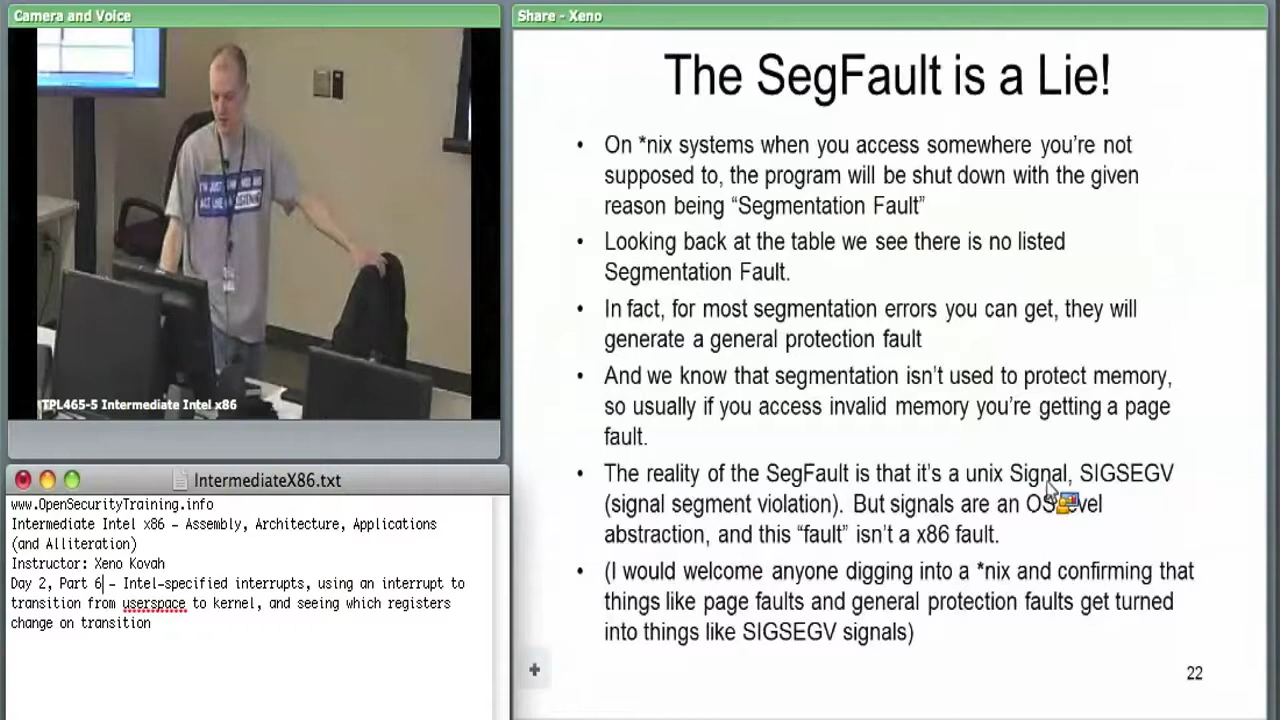 Camera and Voice
TPL465-5 Intermediate Intel x86
IntermediateX86.txt
www.OpenSecurityTraining.info
Intermediate Intel x86 – Assembly, Architecture, Applications
(and Alliteration)
Instructor: Xeno Kovah
Day 2, Part 6 – Intel-specified interrupts, using an interrupt to
transition from userspace to kernel, and seeing which registers
change on transition
Share - Xeno
The SegFault is a Lie!
• On *nix systems when you access somewhere you're not
supposed to, the program will be shut down with the given
reason being “Segmentation Fault”
• Looking back at the table we see there is no listed
Segmentation Fault.
• In fact, for most segmentation errors you can get, they will
generate a general protection fault
• And we know that segmentation isn't used to protect memory,
so usually if you access invalid memory you're getting a page
fault.
• The reality of the SegFault is that it's a unix Signal, SIGSEGV
(signal segment violation). But signals are an OS level
abstraction, and this “fault” isn't a x86 fault.
• (I would welcome anyone digging into a *nix and confirming that
things like page faults and general protection faults get turned
into things like SIGSEGV signals)
22